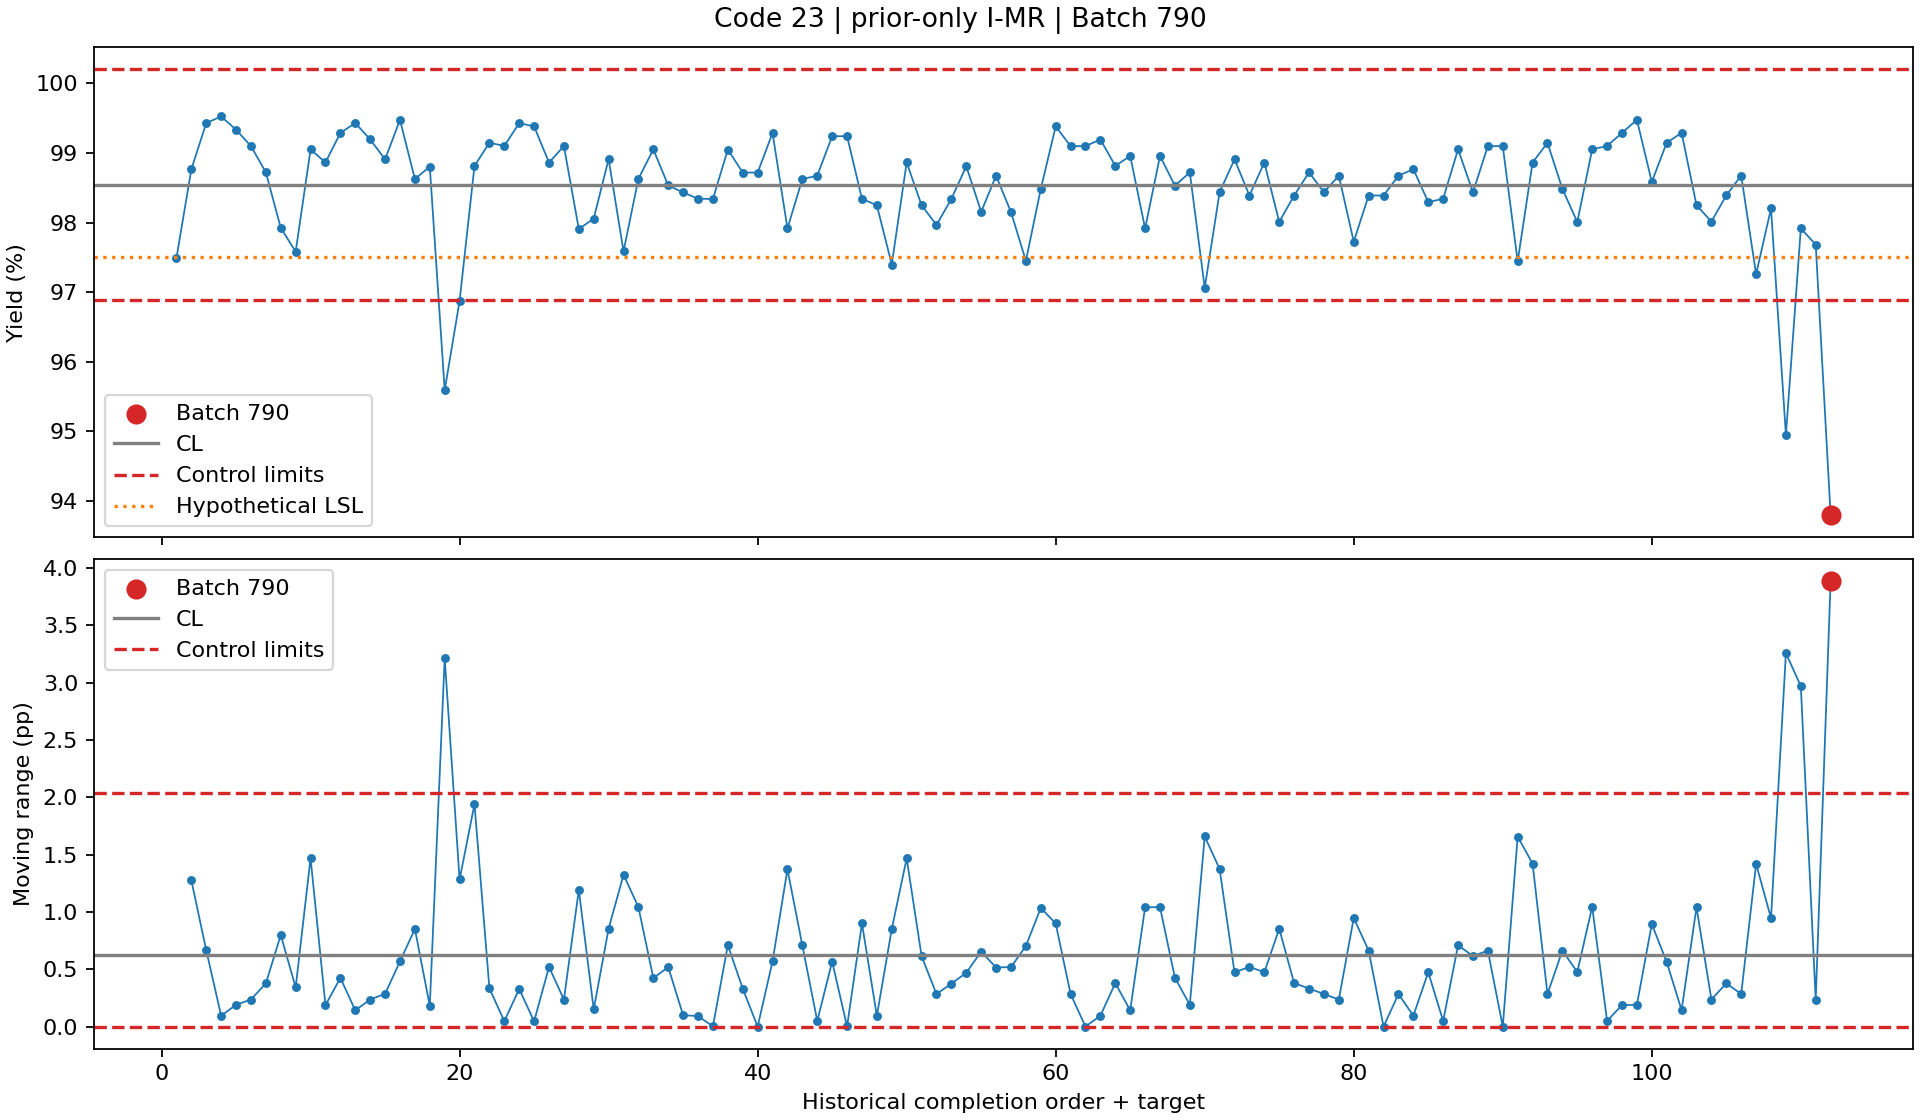 Code 23 | prior-only I-MR | Batch 790
100
99
98
97
96
95
94
Yield (%)
Batch 790
CL
Control limits
Hypothetical LSL
4.0
3.5
3.0
2.5
2.0
1.5
1.0
0.5
0.0
Moving range (pp)
Batch 790
CL
Control limits
0 20 40 60 80 100
Historical completion order + target